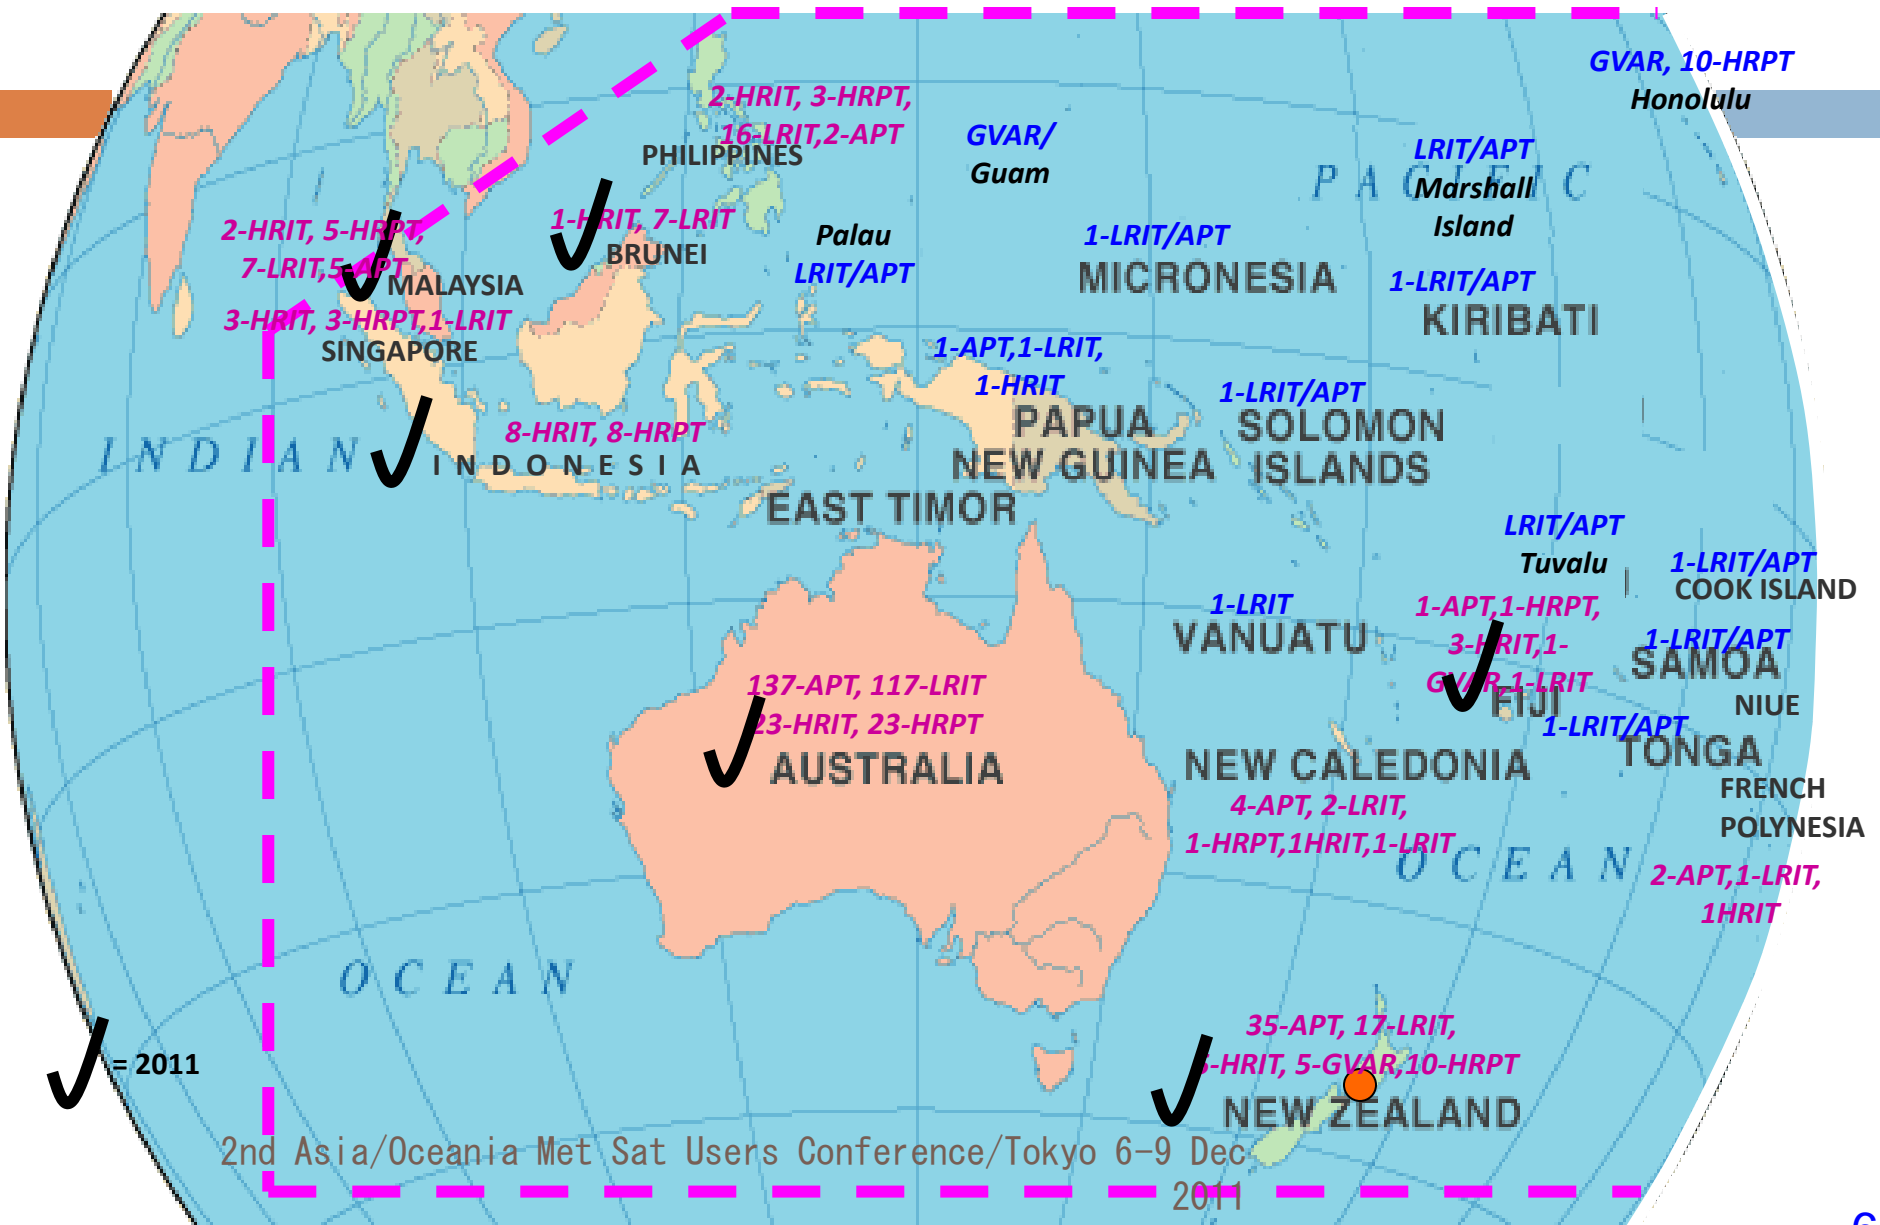 GVAR, 10-HRPT
Honolulu
2-HRIT, 3-HRPT,
16-LRIT,2-APT
PHILIPPINES
GVAR/
Guam
LRIT/APT
Marshall
Island
PACIFIC
2-HRIT, 5-HRPT,
7-LRIT,5-APT
MALAYSIA
1-HRIT, 7-LRIT
BRUNEI
Palau
LRIT/APT
1-LRIT/APT
MICRONESIA
1-LRIT/APT
KIRIBATI
3-HRIT, 3-HRPT,1-LRIT
SINGAPORE
1-APT,1-LRIT,
1-HRIT
PAPUA
NEW GUINEA
1-LRIT/APT
SOLOMON
ISLANDS
INDIAN
8-HRIT, 8-HRPT
INDONESIA
EAST TIMOR
LRIT/APT
Tuvalu
1-LRIT/APT
COOK ISLAND
1-LRIT
VANUATU
1-APT,1-HRPT,
3-HRIT,1-
GVAR,1-LRIT
FIJI
1-LRIT/APT
SAMOA
NIUE
137-APT, 117-LRIT
23-HRIT, 23-HRPT
AUSTRALIA
1-LRIT/APT
TONGA
NEW CALEDONIA
4-APT, 2-LRIT,
1-HRPT,1HRIT,1-LRIT
FRENCH
POLYNESIA
2-APT,1-LRIT,
1HRIT
OCEAN
OCEAN
35-APT, 17-LRIT,
-HRIT, 5-GVAR,10-HRPT
NEW ZEALAND
= 2011
2nd Asia/Oceania Met Sat Users Conference/Tokyo 6-9 Dec
2011